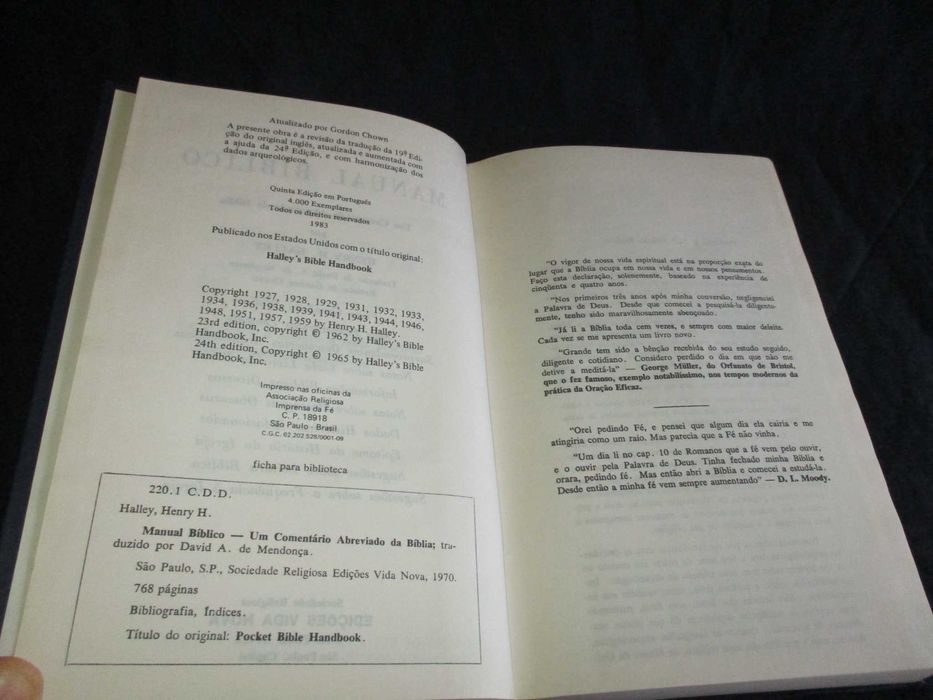 Atualizado por Gordon Chown
A presente obra é a revisão da tradução da 19ª Edi-
ção do original inglês, atualizada e aumentada com
a ajuda da 24ª Edição, e com harmonização dos
dados arqueológicos.
Quinta Edição em Português
4.000 Exemplares
Todos os direitos reservados
1983
Publicado nos Estados Unidos com o título original:
Halley's Bible Handbook
Copyright 1927, 1928, 1929, 1931, 1932, 1933,
1934, 1936, 1938, 1939, 1941, 1943, 1944, 1946,
1948, 1951, 1957, 1959 by Henry H. Halley.
23rd edition, copyright © 1962 by Halley's Bible
Handbook, Inc.
24th edition, Copyright © 1965 by Halley's Bible
Handbook, Inc.
Impresso nas oficinas da
Associação Religiosa
Imprensa da Fé
C. P. 18918
São Paulo - Brasil
C.G.C. 62.202.528/0001-09
ficha para biblioteca
220.1 C.D.D.
Halley, Henry H.
Manual Bíblico — Um Comentário Abreviado da Bíblia; tra-
duzido por David A. de Mendonça.
São Paulo, S.P., Sociedade Religiosa Edições Vida Nova, 1970.
768 páginas
Bibliografia, Índices.
Título do original: Pocket Bible Handbook.
"O vigor de nossa vida espiritual está na proporção exata do
lugar que a Bíblia ocupa em nossa vida e em nossos pensamentos.
Faço esta declaração, solenemente, baseado na experiência de
cinqüenta e quatro anos.
"Nos primeiros três anos após minha conversão, negligenciei
a Palavra de Deus. Desde que comecei a pesquisá-la diligente-
mente, tenho sido maravilhosamente abençoado.
"Já li a Bíblia toda cem vezes, e sempre com maior deleite.
Cada vez se me apresenta um livro novo.
"Grande tem sido a bênção recebida do seu estudo seguido,
diligente e cotidiano. Considero perdido o dia em que não me
detive a meditá-la" — George Müller, do Orfanato de Bristol,
que o fez famoso, exemplo notabilíssimo, nos tempos modernos da
prática da Oração Eficaz.
"Orei pedindo Fé, e pensei que algum dia ela cairia e me
atingiria como um raio. Mas parecia que a Fé não vinha.
"Um dia li no cap. 10 de Romanos que a fé vem pelo ouvir,
e o ouvir pela Palavra de Deus. Tinha fechado minha Bíblia e
orara, pedindo fé. Mas então abri a Bíblia e comecei a estudá-la.
Desde então a minha fé vem sempre aumentando" — D. L. Moody.